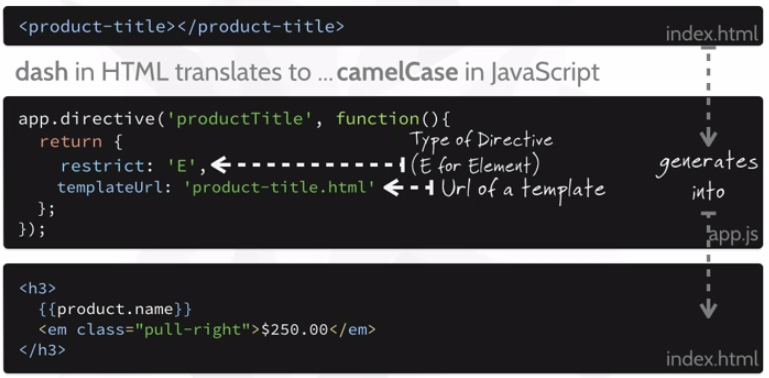 <product-title></product-title>
index.html
dash in HTML translates to ... camelCase in JavaScript
app.directive('productTitle', function(){
return {
Type of Directive
restrict: 'E',
(E for Element)
generates
templateUrl: 'product-title.html'
Url of a template
into
};
});
app.js
<h3>
{{product.name}}
<em class="pull-right">$250.00</em>
</h3>
index.html